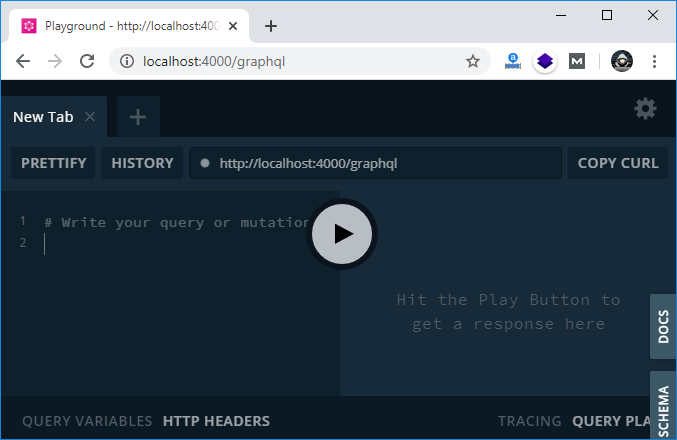 Playground - http://localhost:400
localhost:4000/graphql
New Tab
PRETTIFY
HISTORY
http://localhost:4000/graphql
COPY CURL
1 # Write your query or mutation
2
Hit the Play Button to
get a response here
DOCS
SCHEMA
QUERY VARIABLES
HTTP HEADERS
TRACING
QUERY PLA